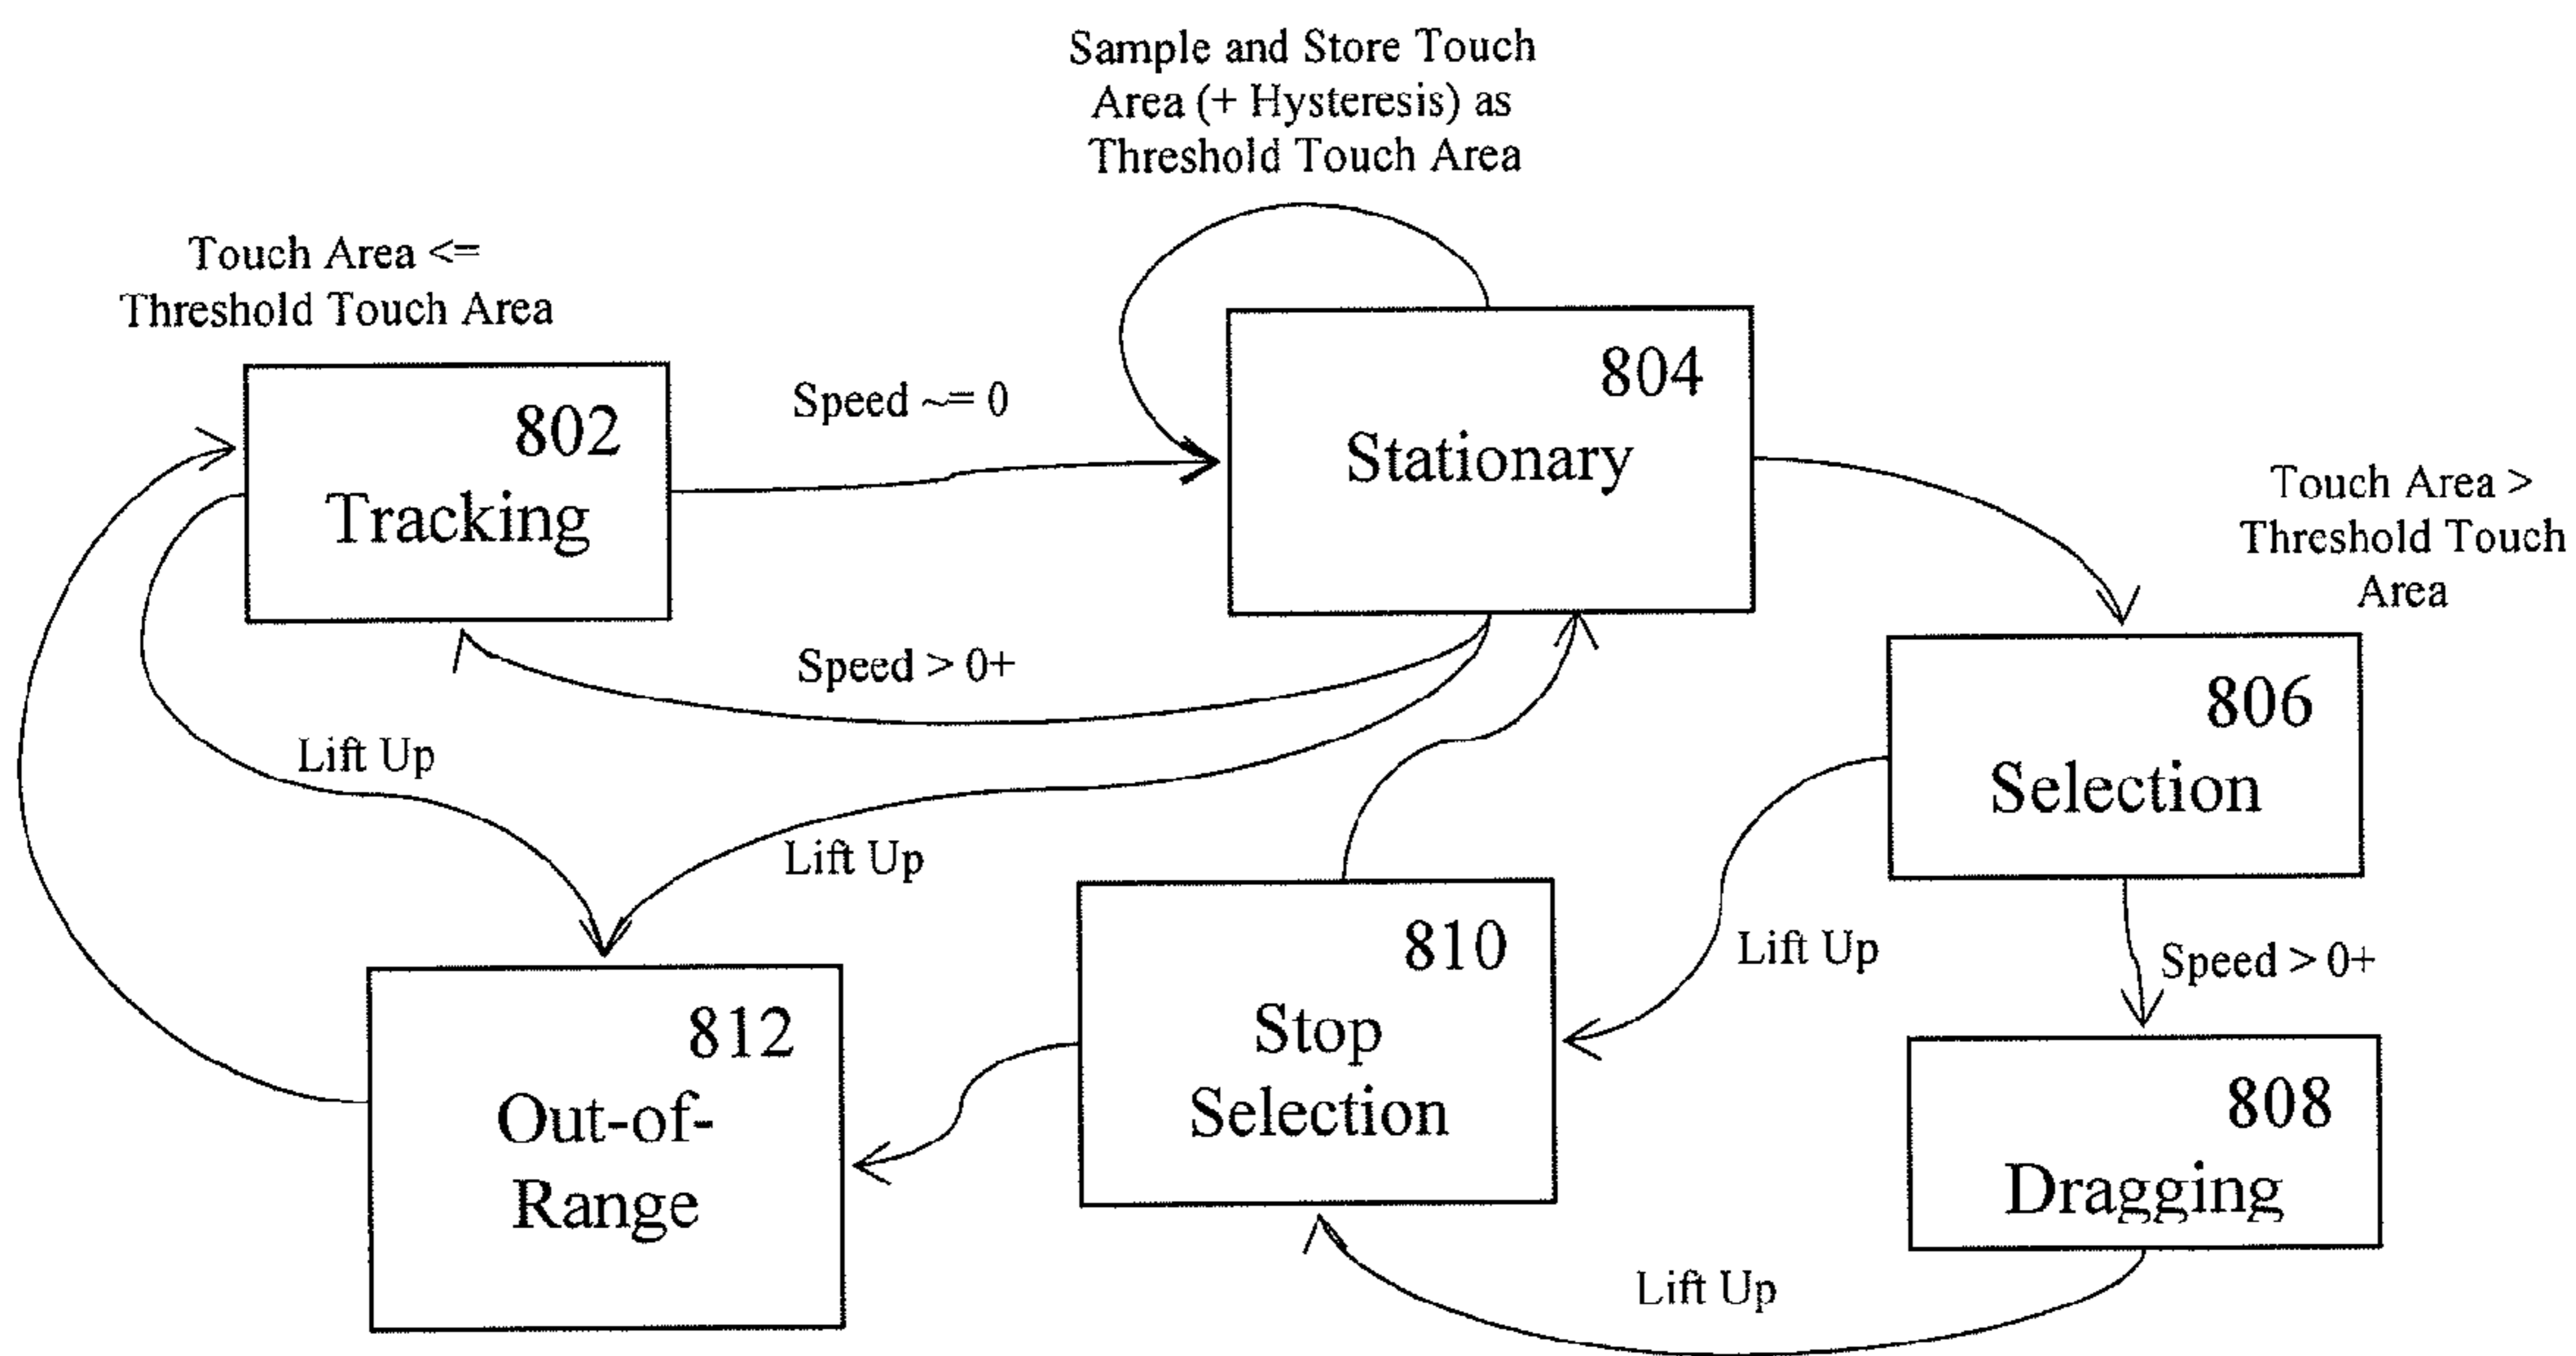 Sample and Store Touch
Area (+ Hysteresis) as
Threshold Touch Area
Touch Area <=
Threshold Touch Area
802
Tracking
Speed ~= 0
804
Stationary
Touch Area >
Threshold Touch
Area
Speed > 0+
Lift Up
Lift Up
806
Selection
Lift Up
Speed > 0+
810
Stop
Selection
812
Out-of-
Range
808
Dragging
Lift Up